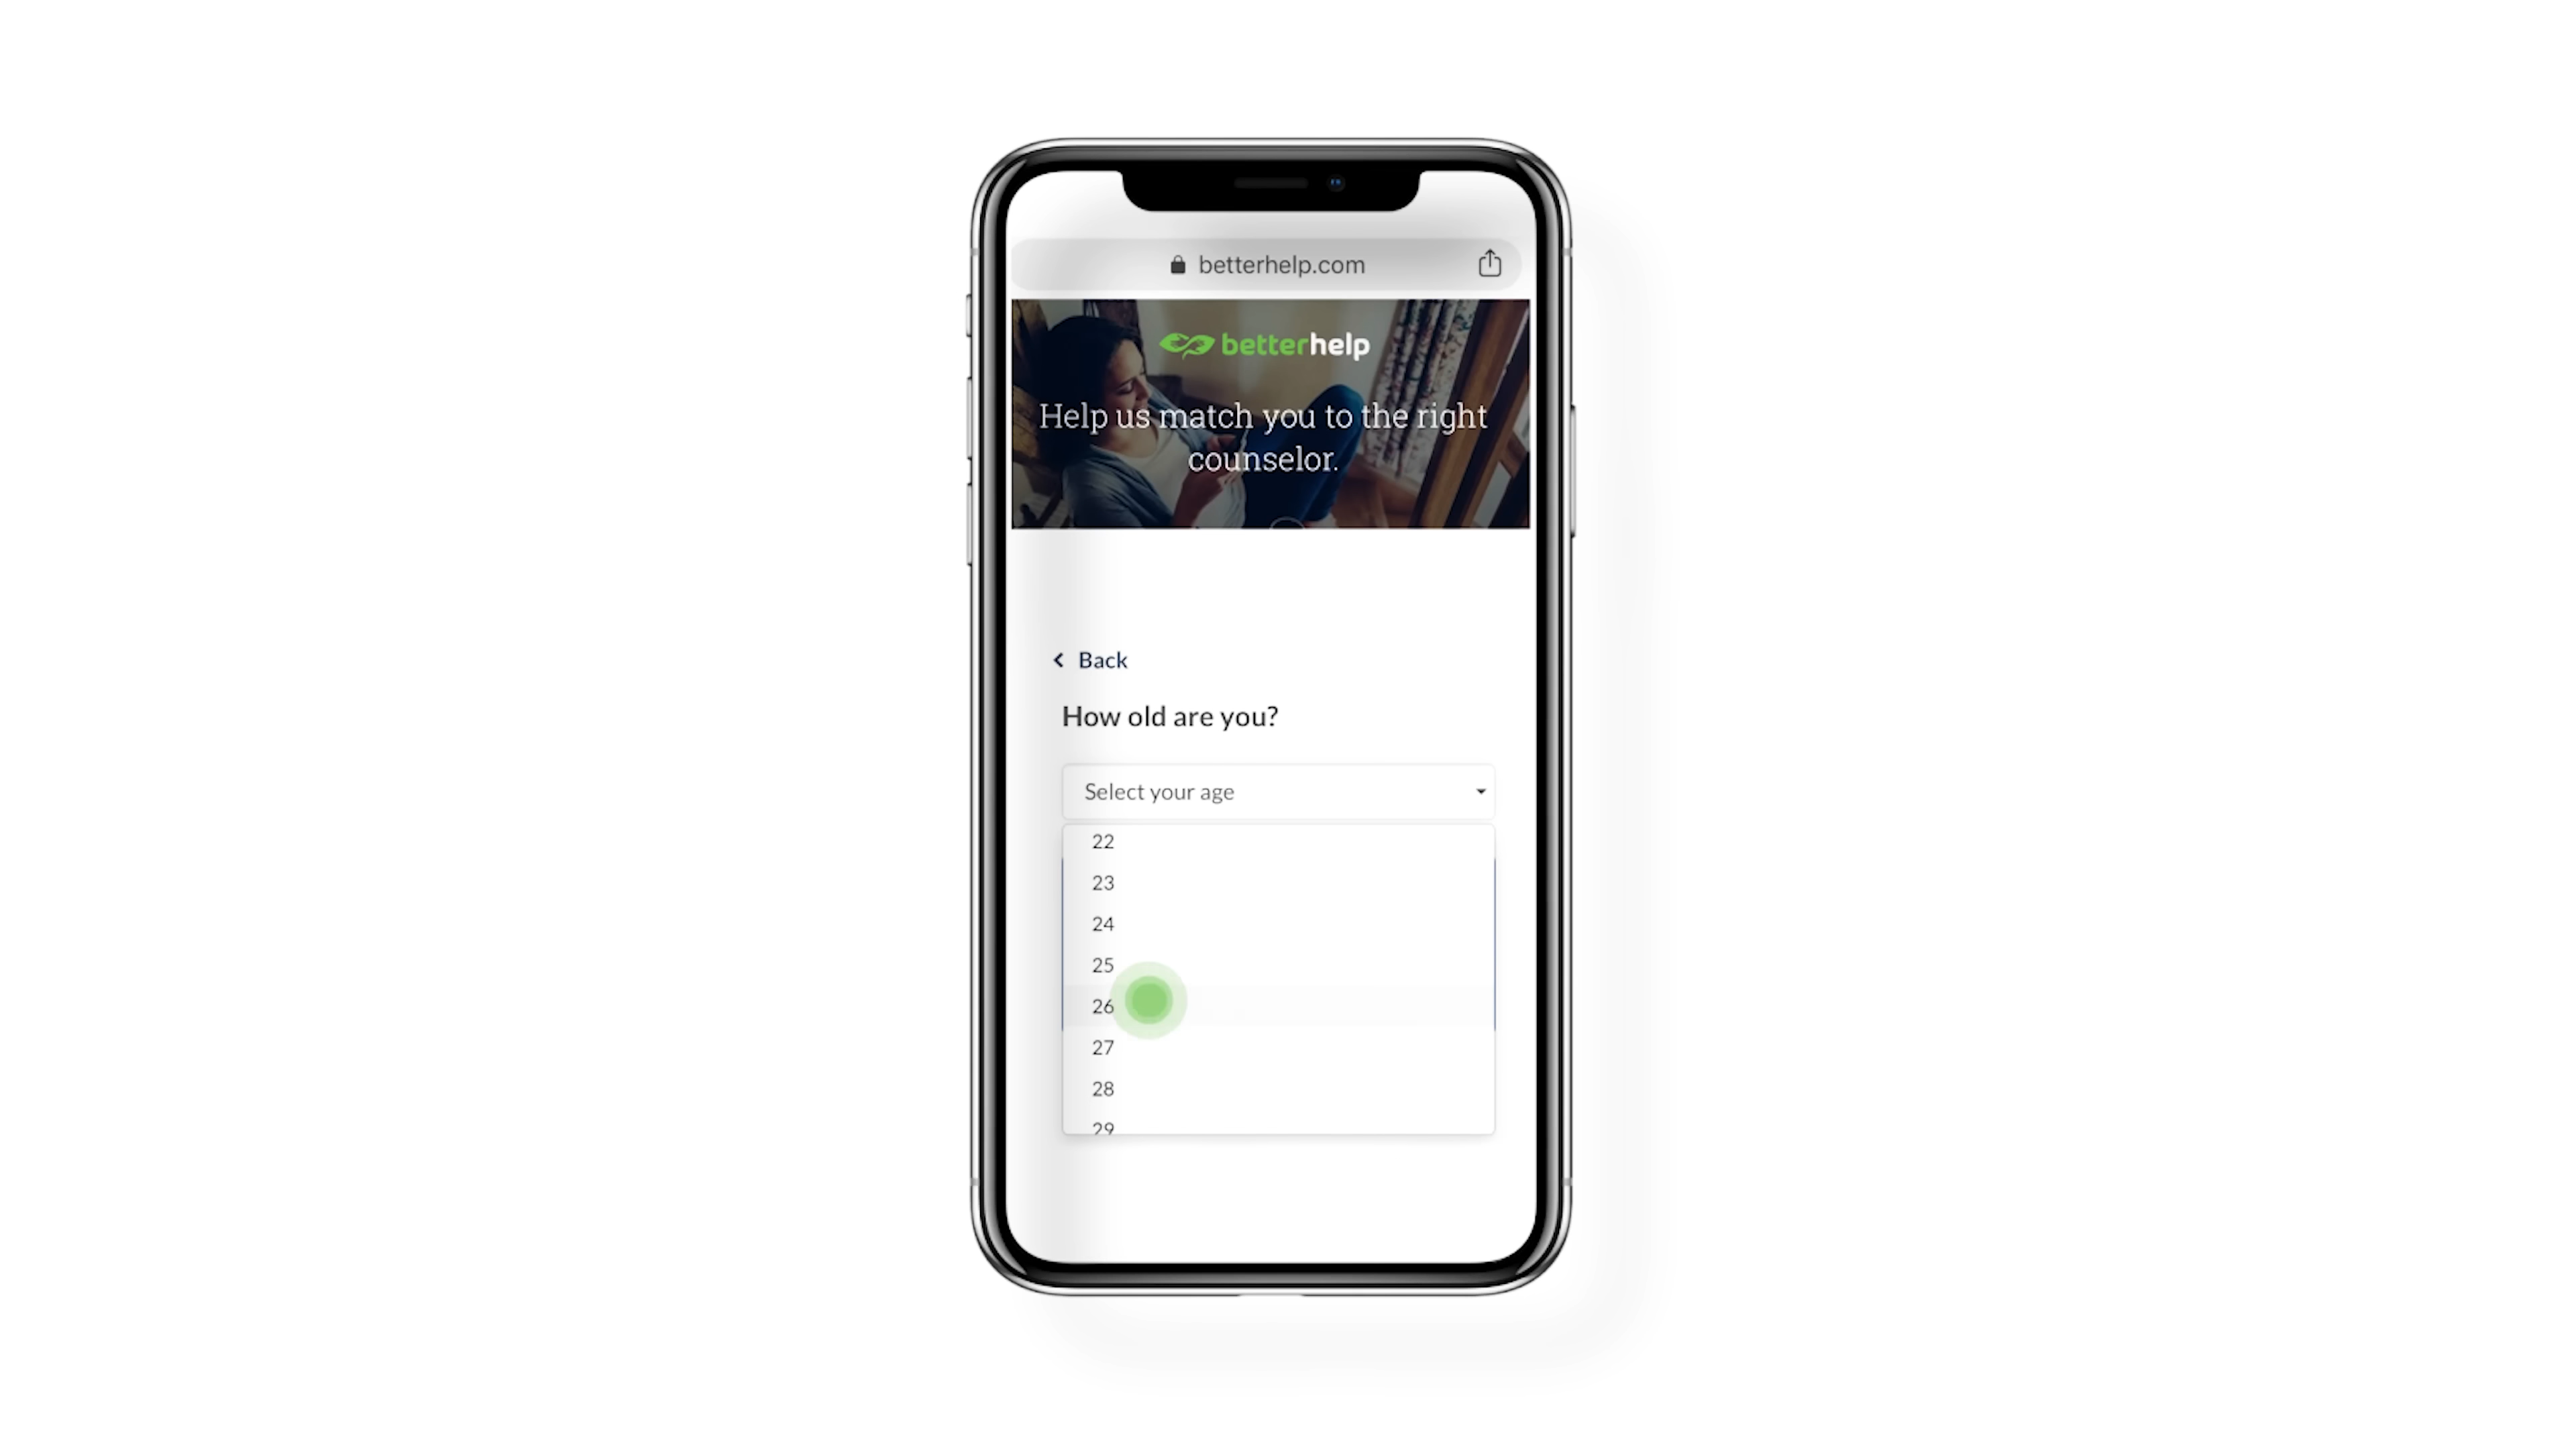 betterhelp.com
betterhelp
Help us match you to the right
counselor.
Back
How old are you?
Select your age
22
23
24
25
26
27
28
29